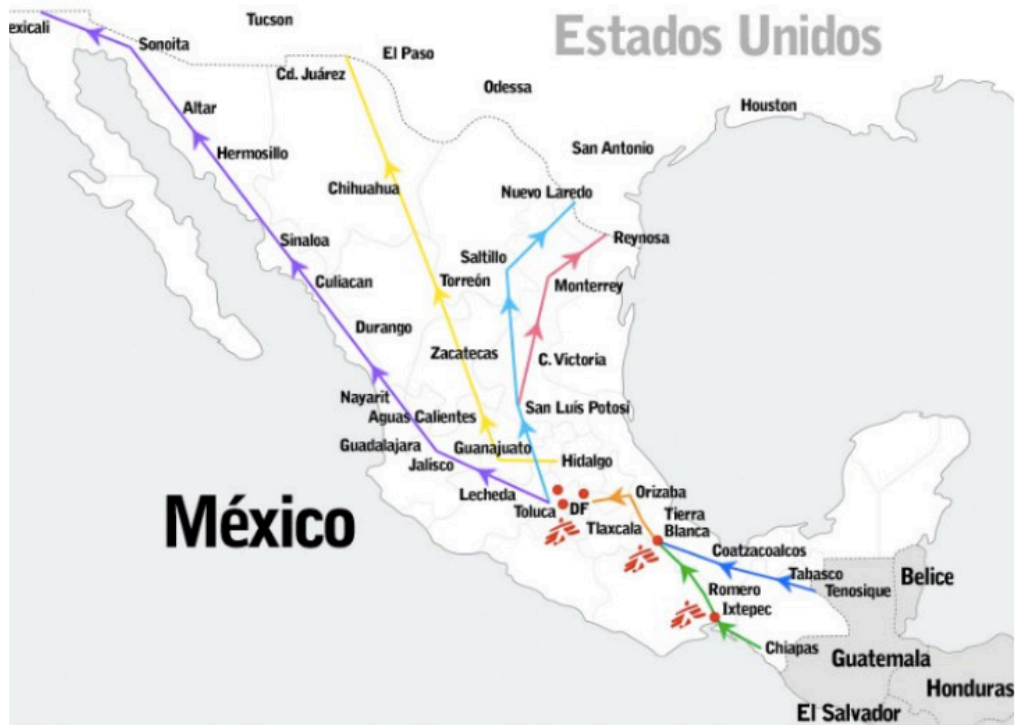 Estados Unidos
Tucson
exicali
Sonoita
El Paso
Cd. Juárez
Odessa
Houston
Altar
San Antonio
Hermosillo
Chihuahua
Nuevo Laredo
Reynosa
Sinaloa
Saltillo
Culiacan
Torreón
Monterrey
Durango
Zacatecas
C. Victoria
Nayarit
Aguas Calientes
San Luís Potosí
Guadalajara
Guanajuato
Jalisco
Hidalgo
Lecheda
Orizaba
México
Toluca
DF
Tierra
Blanca
Tlaxcala
Coatzacoalcos
Tabasco
Belice
Tenosique
Romero
Ixtepec
Chiapas
Guatemala
Honduras
El Salvador